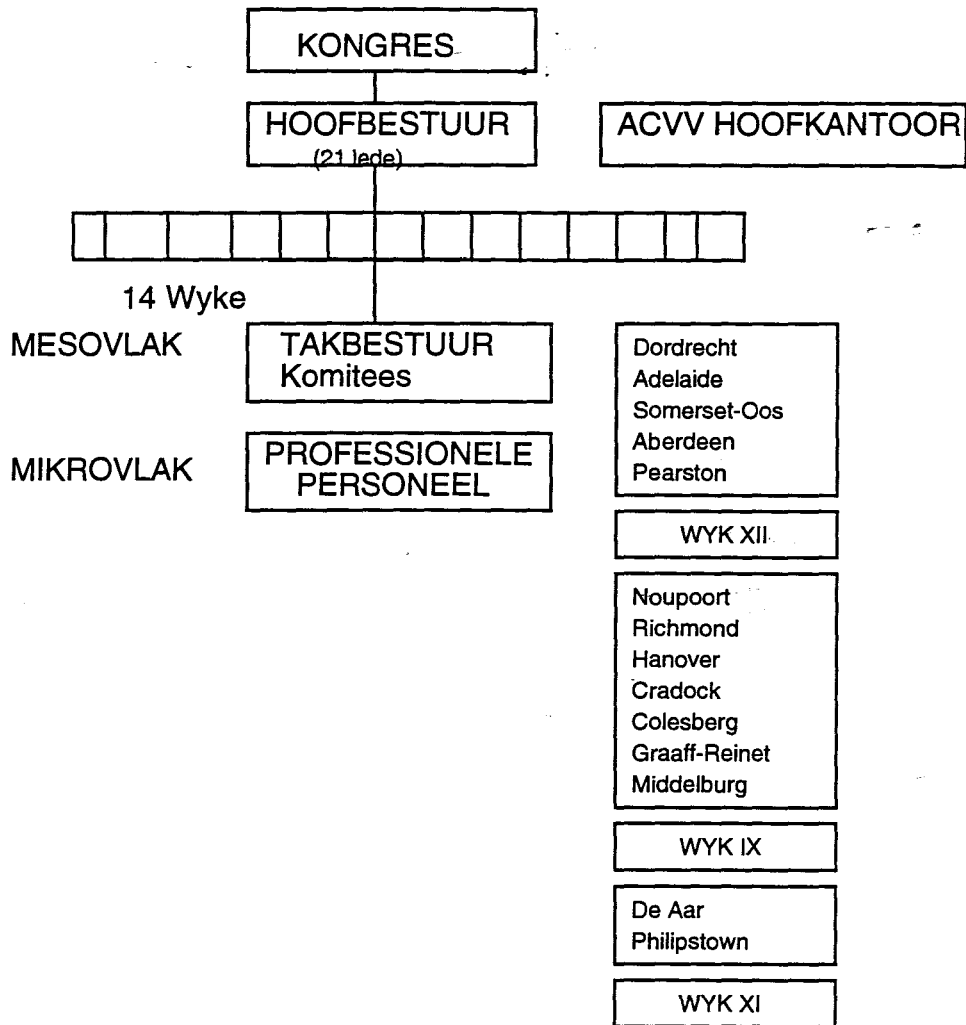 KONGRES
HOOFBESTUUR
(21 lede)
ACVV HOOFKANTOOR
14 Wyke
MESOVLAK
TAKBESTUUR
Komitees
MIKROVLAK
PROFESSIONELE
PERSONEEL
Dordrecht
Adelaide
Somerset-Oos
Aberdeen
Pearston
WYK XII
Noupoort
Richmond
Hanover
Cradock
Colesberg
Graaff-Reinet
Middelburg
WYK IX
De Aar
Philipstown
WYK XI